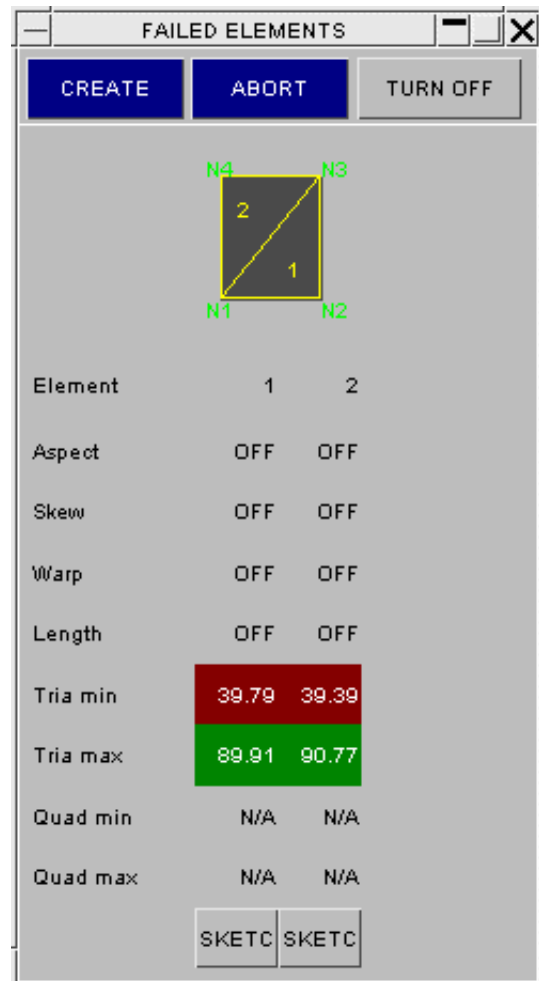 FAILED ELEMENTS
CREATE ABORT TURN OFF
N4 N3
2
1
N1 N2
Element 1 2
Aspect OFF OFF
Skew OFF OFF
Warp OFF OFF
Length OFF OFF
Tria min 39.79 39.39
Tria max 89.91 90.77
Quad min N/A N/A
Quad max N/A N/A
SKETC SKETC